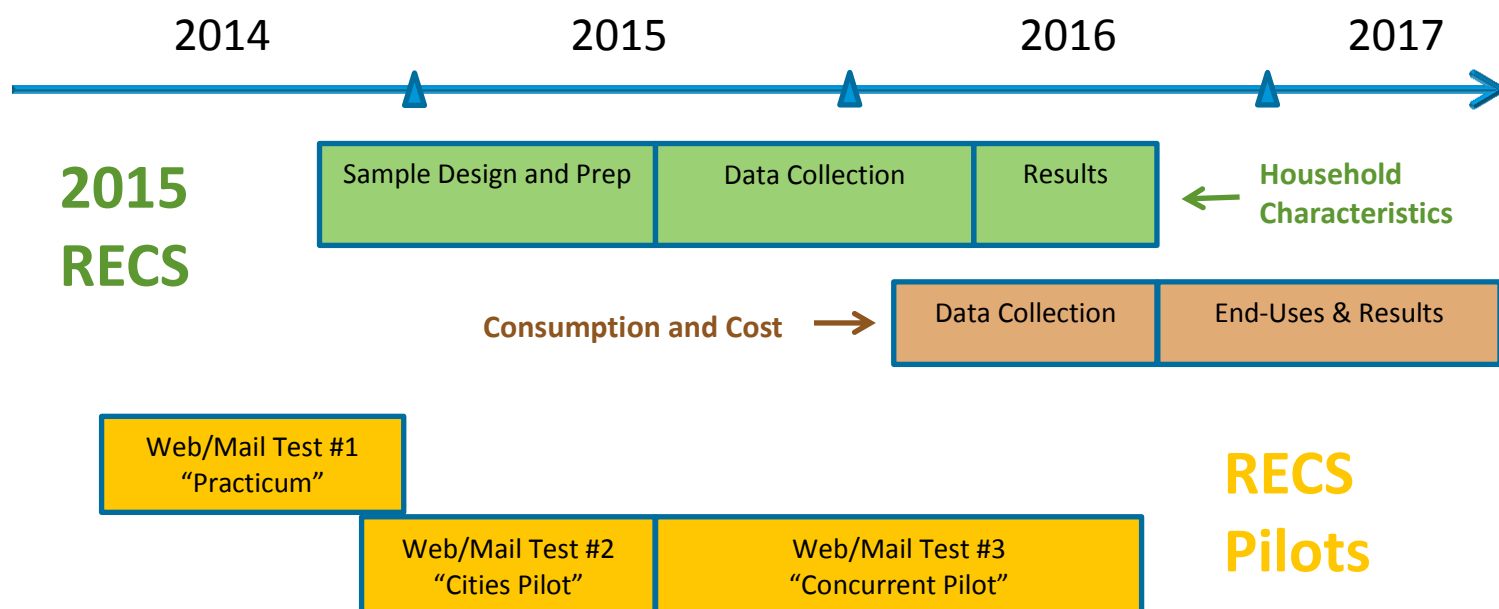 2014 2015 2016 2017
2015
RECS
Sample Design and Prep
Data Collection
Results
Household
Characteristics
Consumption and Cost
Data Collection
End-Uses & Results
Web/Mail Test #1
“Practicum”
Web/Mail Test #2
“Cities Pilot”
Web/Mail Test #3
“Concurrent Pilot”
RECS
Pilots